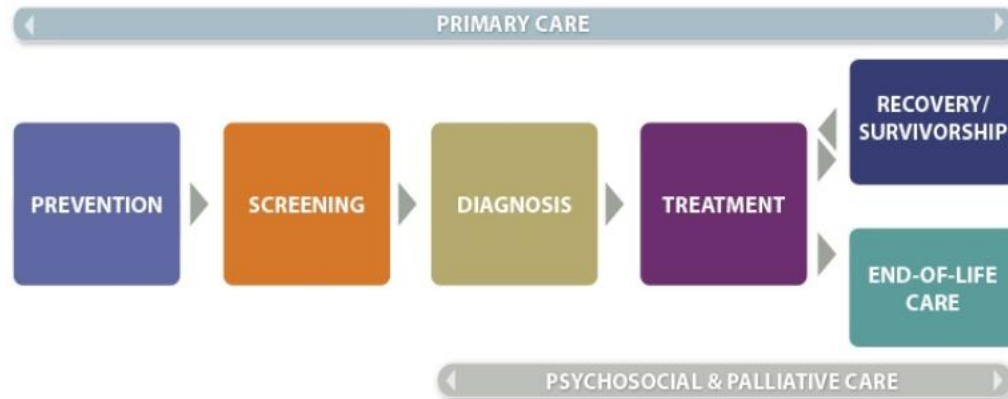 PRIMARY CARE
PREVENTION
SCREENING
DIAGNOSIS
TREATMENT
RECOVERY/
SURVIVORSHIP
END-OF-LIFE
CARE
PSYCHOSOCIAL & PALLIATIVE CARE